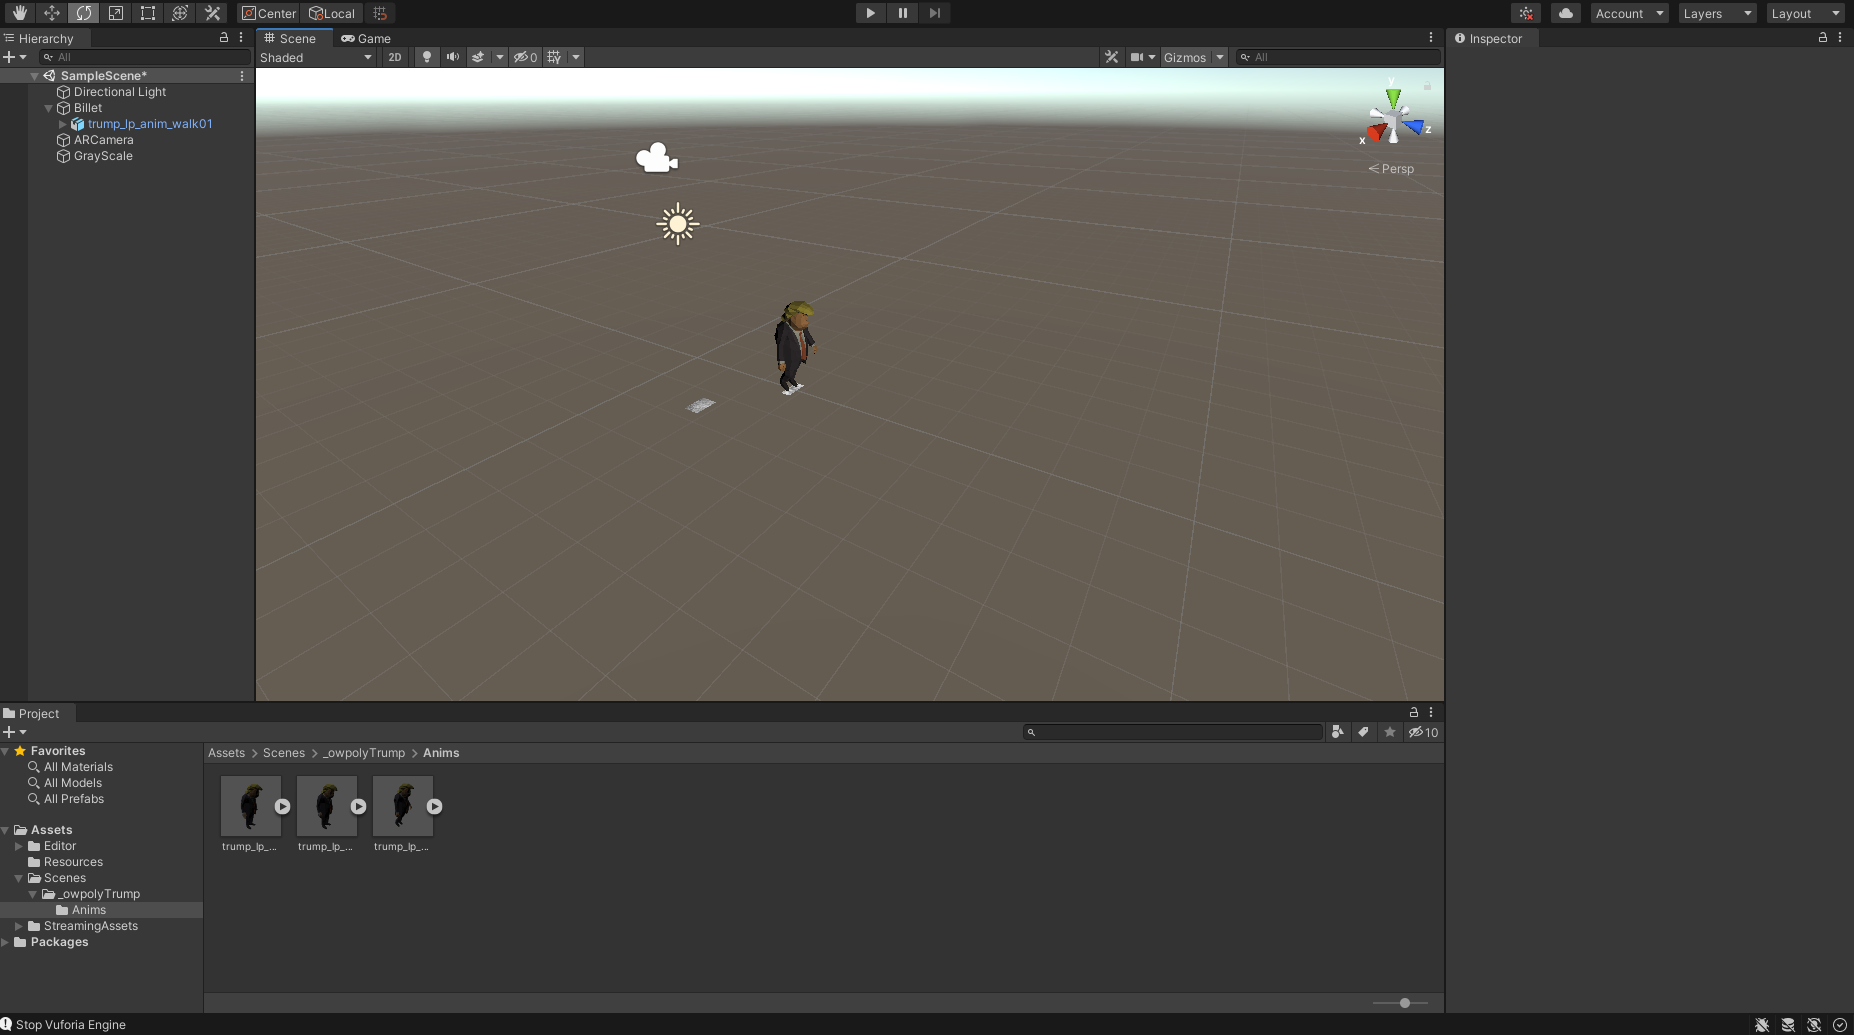 Center Local Account Layers Layout
Hierarchy
All
SampleScene*
Directional Light
Billet
trump_lp_anim_walk01
ARCamera
GrayScale
Scene Game
Shaded 2D 0 Gizmos All
y
x
z
Persp
Inspector
Project
10
Favorites
All Materials
All Models
All Prefabs
Assets
Editor
Resources
Scenes
_owpolyTrump
Anims
StreamingAssets
Packages
Assets > Scenes > _owpolyTrump > Anims
trump_lp_... trump_lp_... trump_lp_...
Stop Vuforia Engine